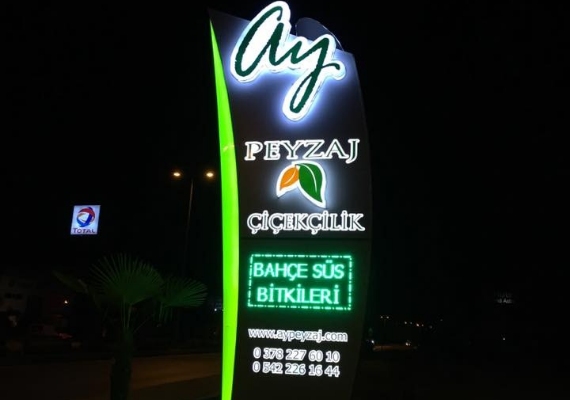 ay
PEYZAJ
ÇİÇEKÇİLİK
BAHÇE SÜS
BİTKİLERİ
www.aypeyzaj.com
0 378 227 60 10
0 542 226 16 44
TOTAL